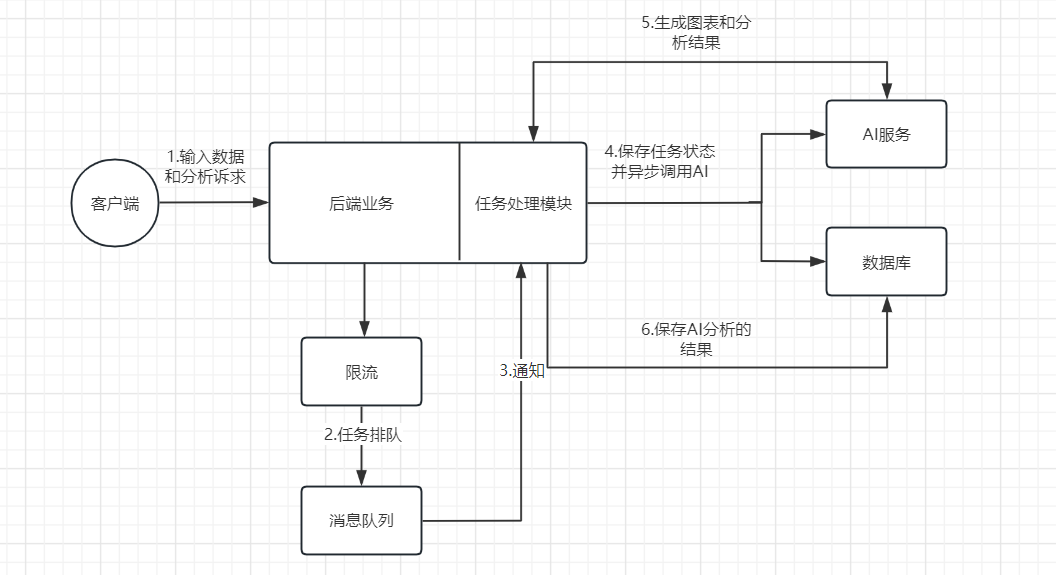 5.生成图表和分
析结果
AI服务
1.输入数据
和分析诉求
4.保存任务状态
并异步调用AI
客户端
后端业务
任务处理模块
数据库
6.保存AI分析的
结果
限流
3.通知
2.任务排队
消息队列